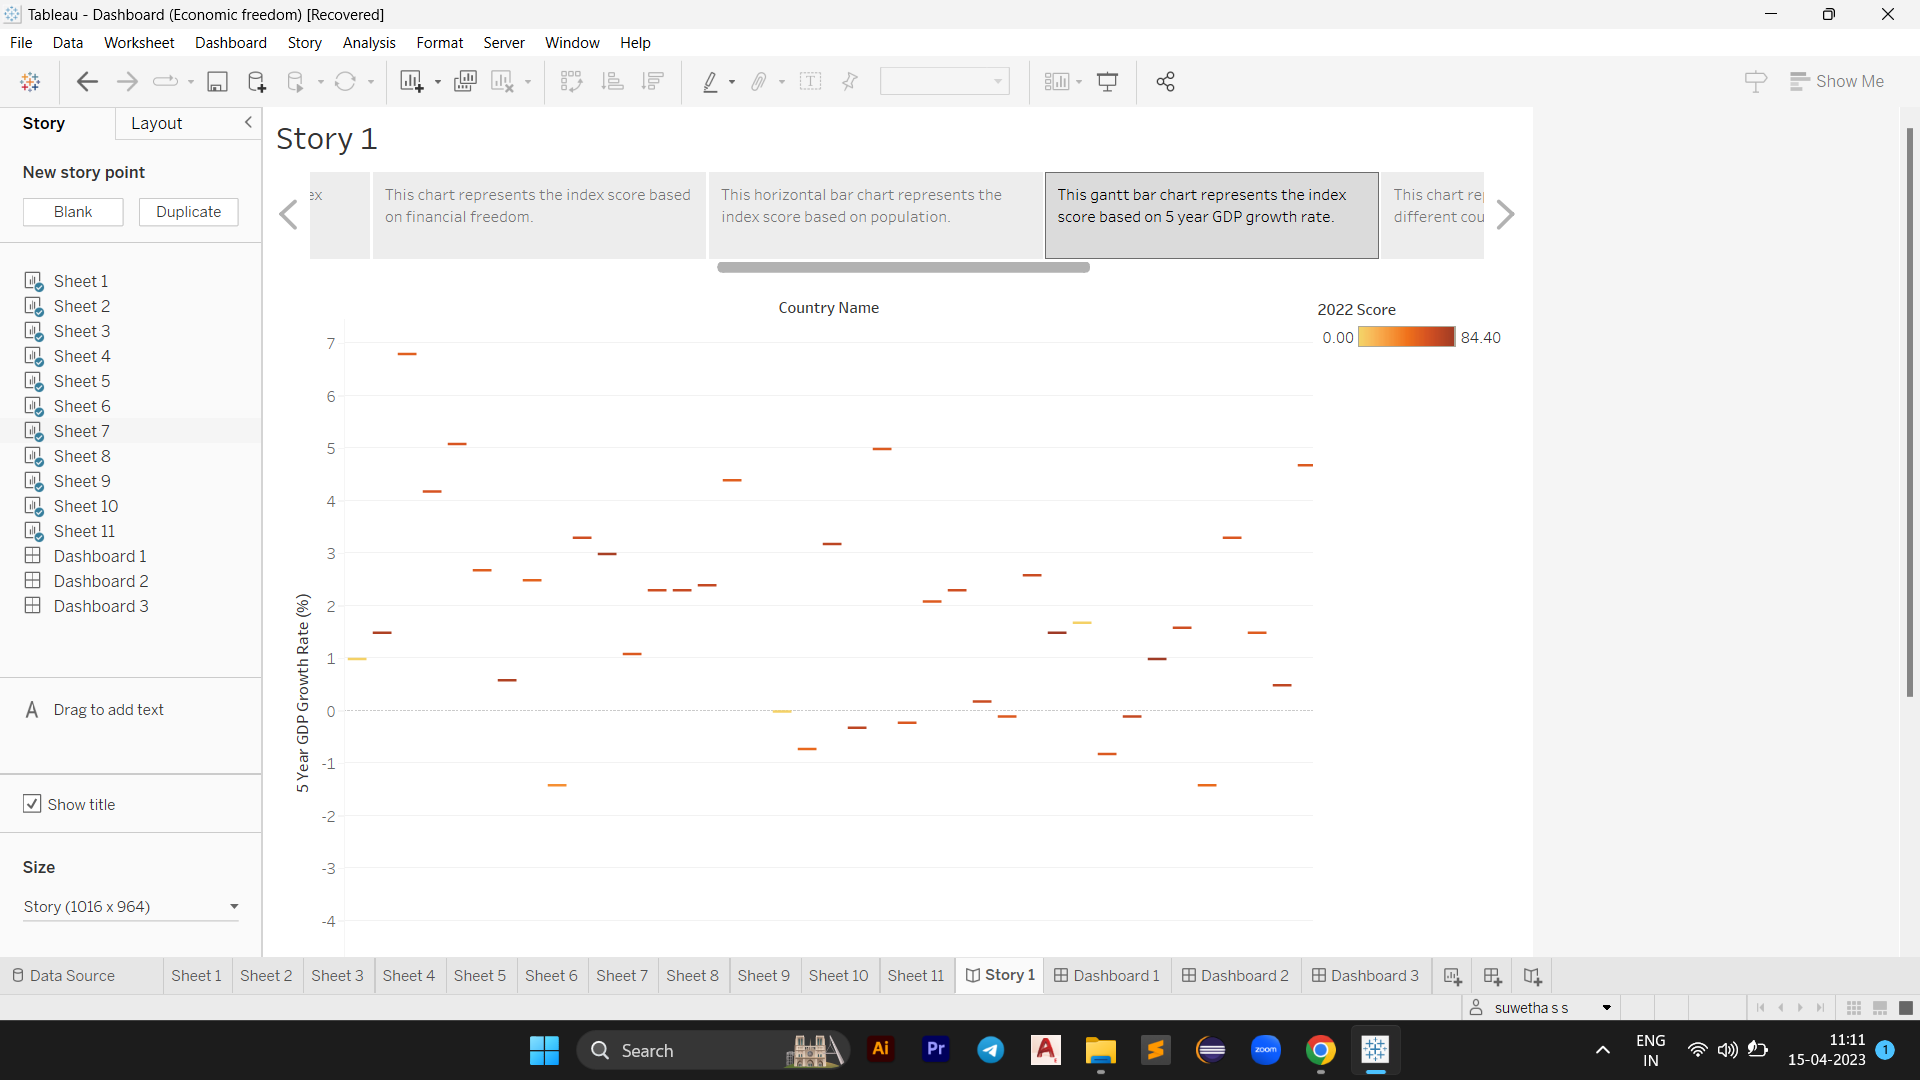 Tableau - Dashboard (Economic freedom) [Recovered]
File Data Worksheet Dashboard Story Analysis Format Server Window Help
Show Me
Story Layout
New story point
Blank Duplicate
Sheet 1
Sheet 2
Sheet 3
Sheet 4
Sheet 5
Sheet 6
Sheet 7
Sheet 8
Sheet 9
Sheet 10
Sheet 11
Dashboard 1
Dashboard 2
Dashboard 3
A Drag to add text
Show title
Size
Story (1016 x 964)
Story 1
ex
This chart represents the index score based
on financial freedom.
This horizontal bar chart represents the
index score based on population.
This gantt bar chart represents the index
score based on 5 year GDP growth rate.
This chart re
different cou
Country Name
2022 Score
0.00 84.40
5 Year GDP Growth Rate (%)
7
6
5
4
3
2
1
0
-1
-2
-3
-4
Data Source Sheet 1 Sheet 2 Sheet 3 Sheet 4 Sheet 5 Sheet 6 Sheet 7 Sheet 8 Sheet 9 Sheet 10 Sheet 11 Story 1 Dashboard 1 Dashboard 2 Dashboard 3
suwetha s s
Search
Ai
Pr
A
zoom
ENG
IN
11:11
15-04-2023
1